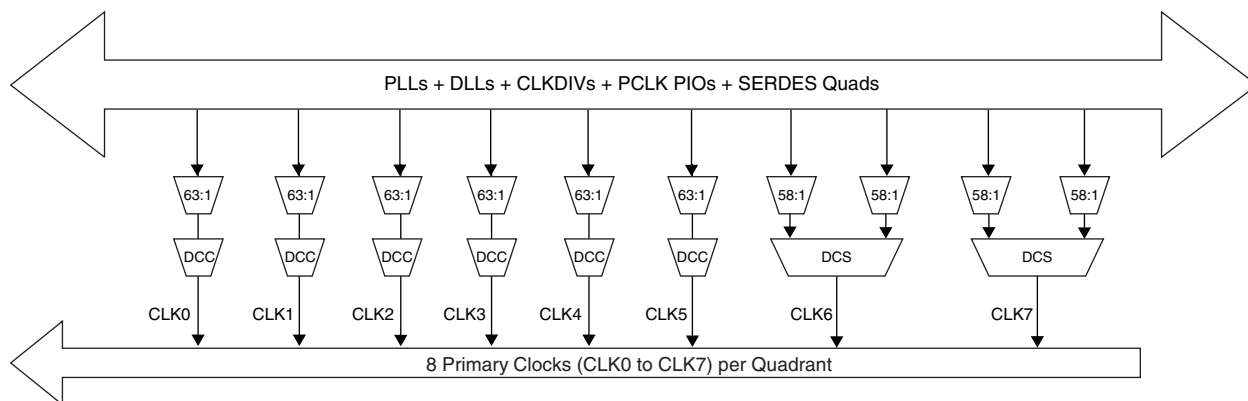 PLLs + DLLs + CLKDIVs + PCLK PIOs + SERDES Quads
63:1 63:1 63:1 63:1 63:1 63:1 58:1 58:1 58:1 58:1
DCC DCC DCC DCC DCC DCC DCS DCS
CLK0 CLK1 CLK2 CLK3 CLK4 CLK5 CLK6 CLK7
8 Primary Clocks (CLK0 to CLK7) per Quadrant